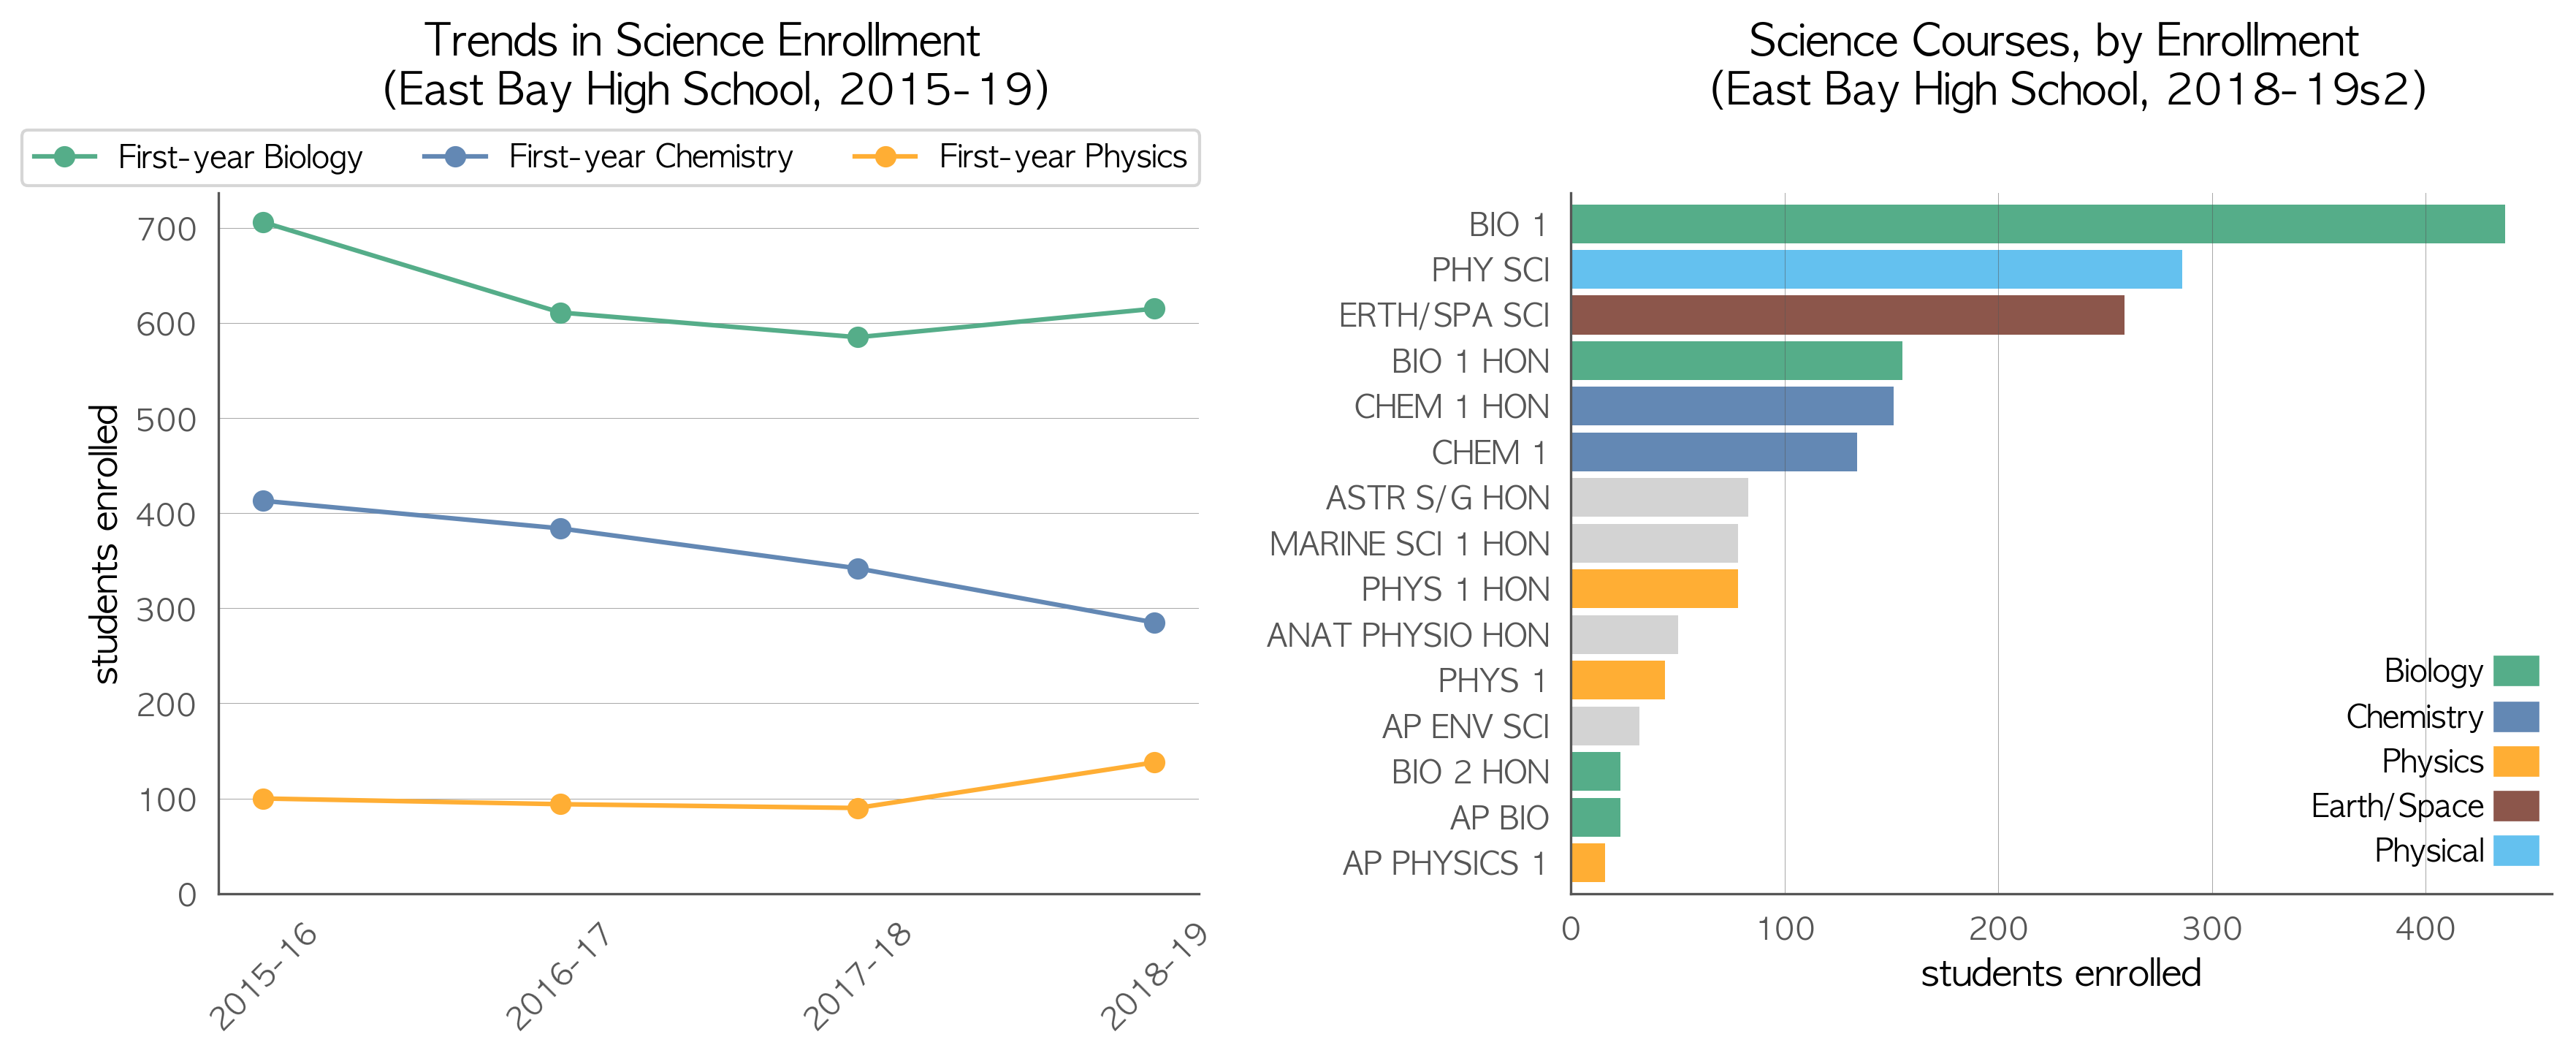 Trends in Science Enrollment
(East Bay High School, 2015-19)
First-year Biology
First-year Chemistry
First-year Physics
700
600
500
400
300
200
100
0
students enrolled
2015-16
2016-17
2017-18
2018-19
Science Courses, by Enrollment
(East Bay High School, 2018-19s2)
BIO 1
PHY SCI
ERTH/SPA SCI
BIO 1 HON
CHEM 1 HON
CHEM 1
ASTR S/G HON
MARINE SCI 1 HON
PHYS 1 HON
ANAT PHYSIO HON
PHYS 1
AP ENV SCI
BIO 2 HON
AP BIO
AP PHYSICS 1
Biology
Chemistry
Physics
Earth/Space
Physical
0
100
200
300
400
students enrolled